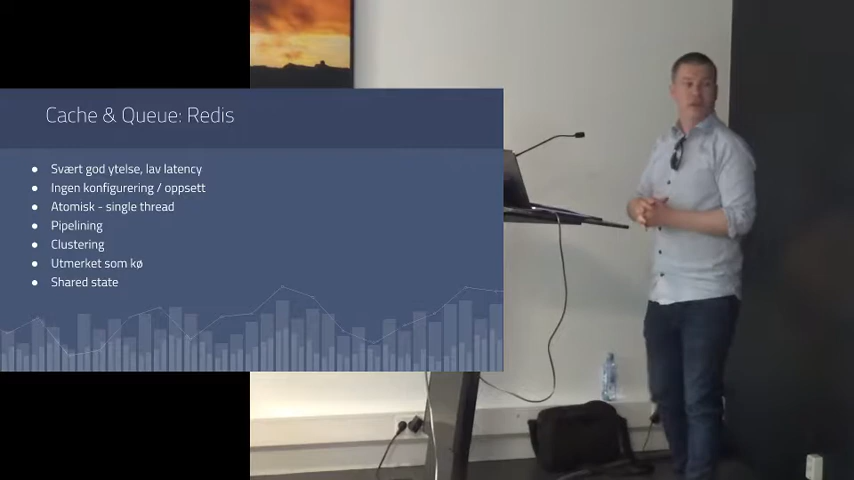 Cache & Queue: Redis
Svært god ytelse, lav latency
Ingen konfigurering / oppsett
Atomisk - single thread
Pipelining
Clustering
Utmerket som kø
Shared state